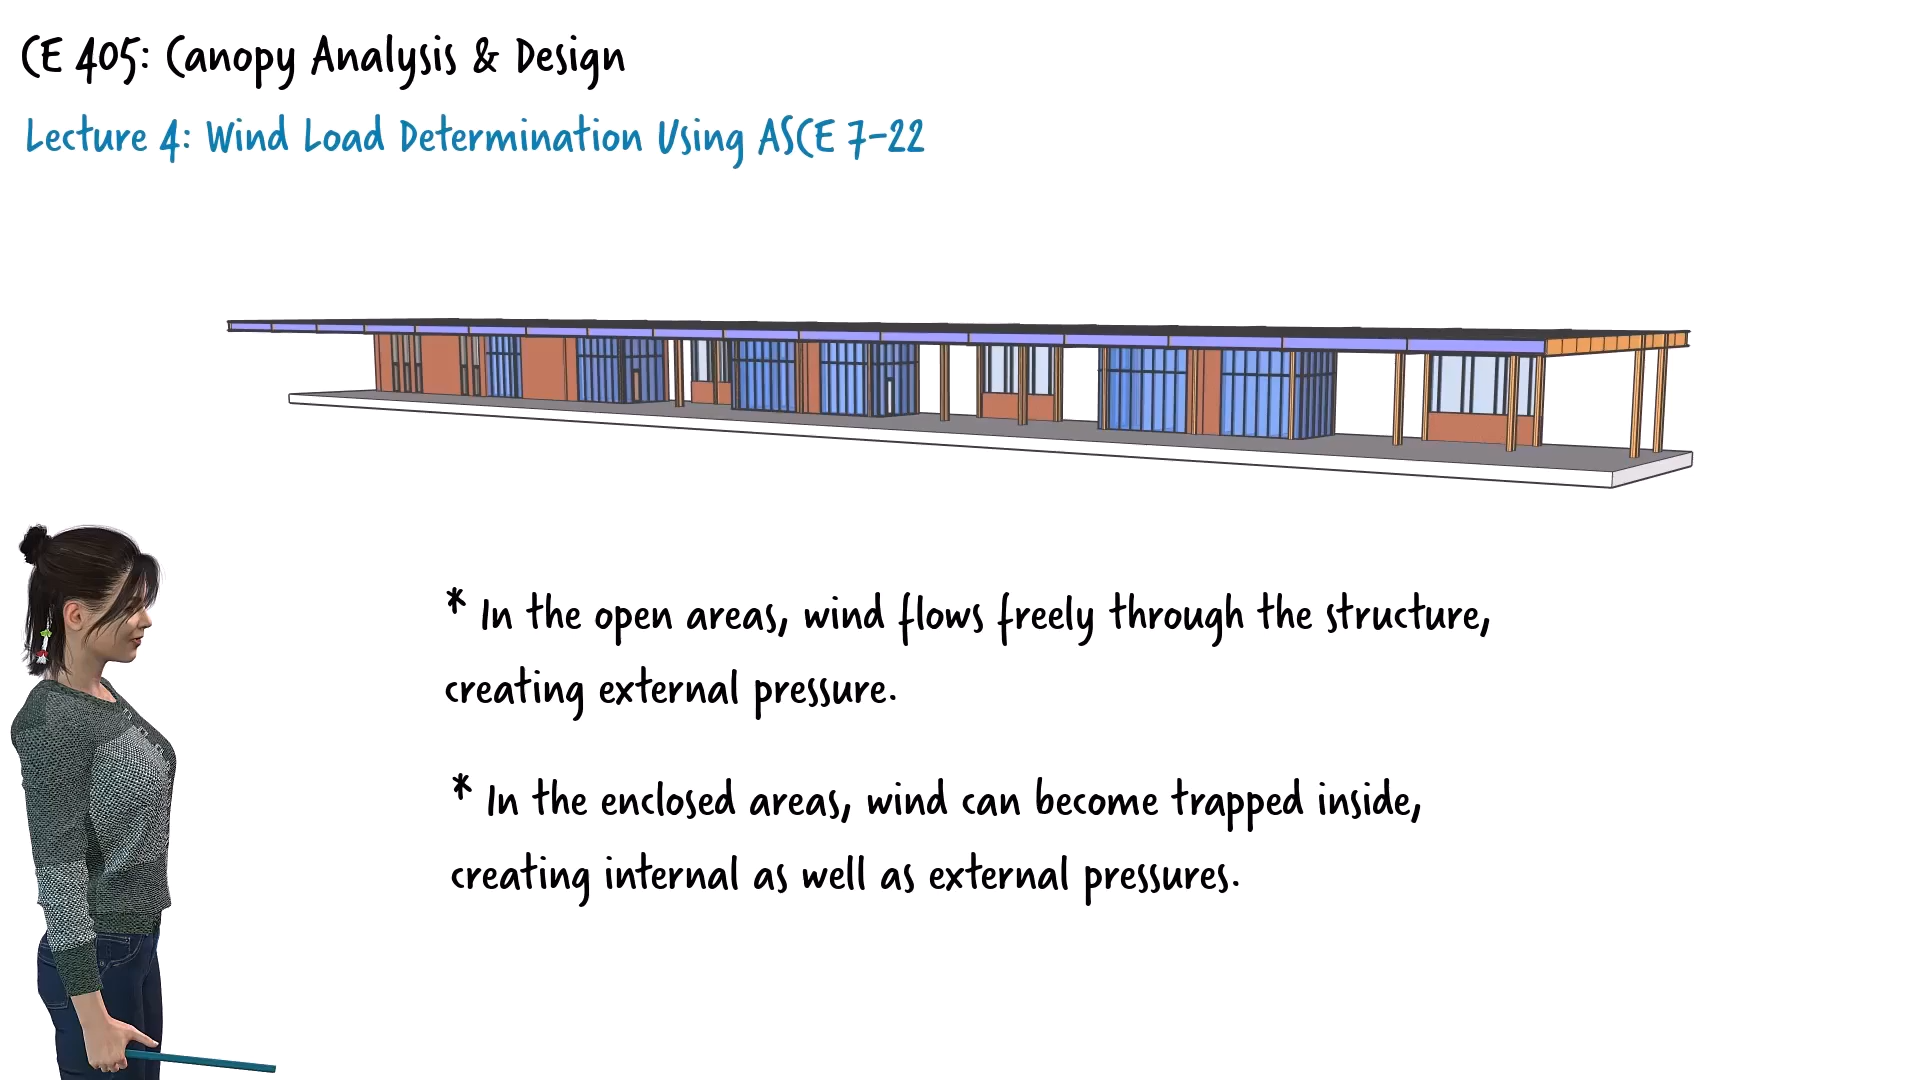 CE 405: Canopy Analysis & Design
Lecture 4: Wind Load Determination Using ASCE 7-22
* In the open areas, wind flows freely through the structure,
creating external pressure.
* In the enclosed areas, wind can become trapped inside,
creating internal as well as external pressures.